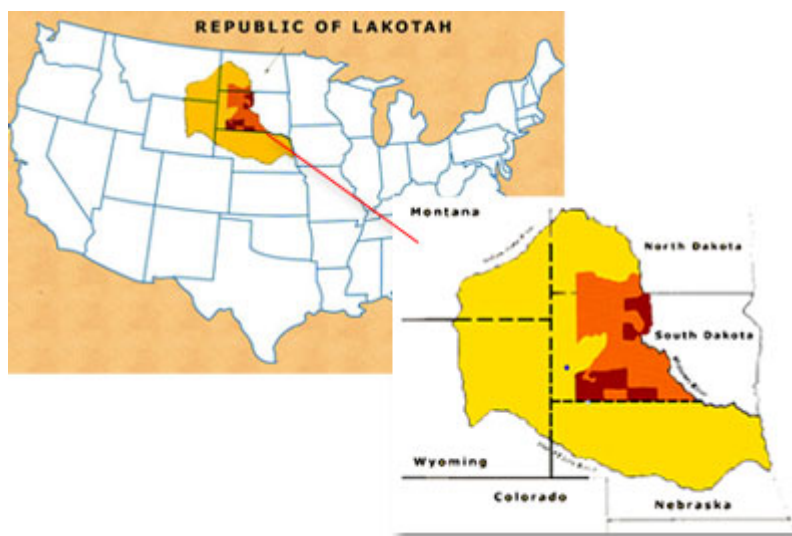 REPUBLIC OF LAKOTAH
Montana
North Dakota
South Dakota
Wyoming
Colorado
Nebraska